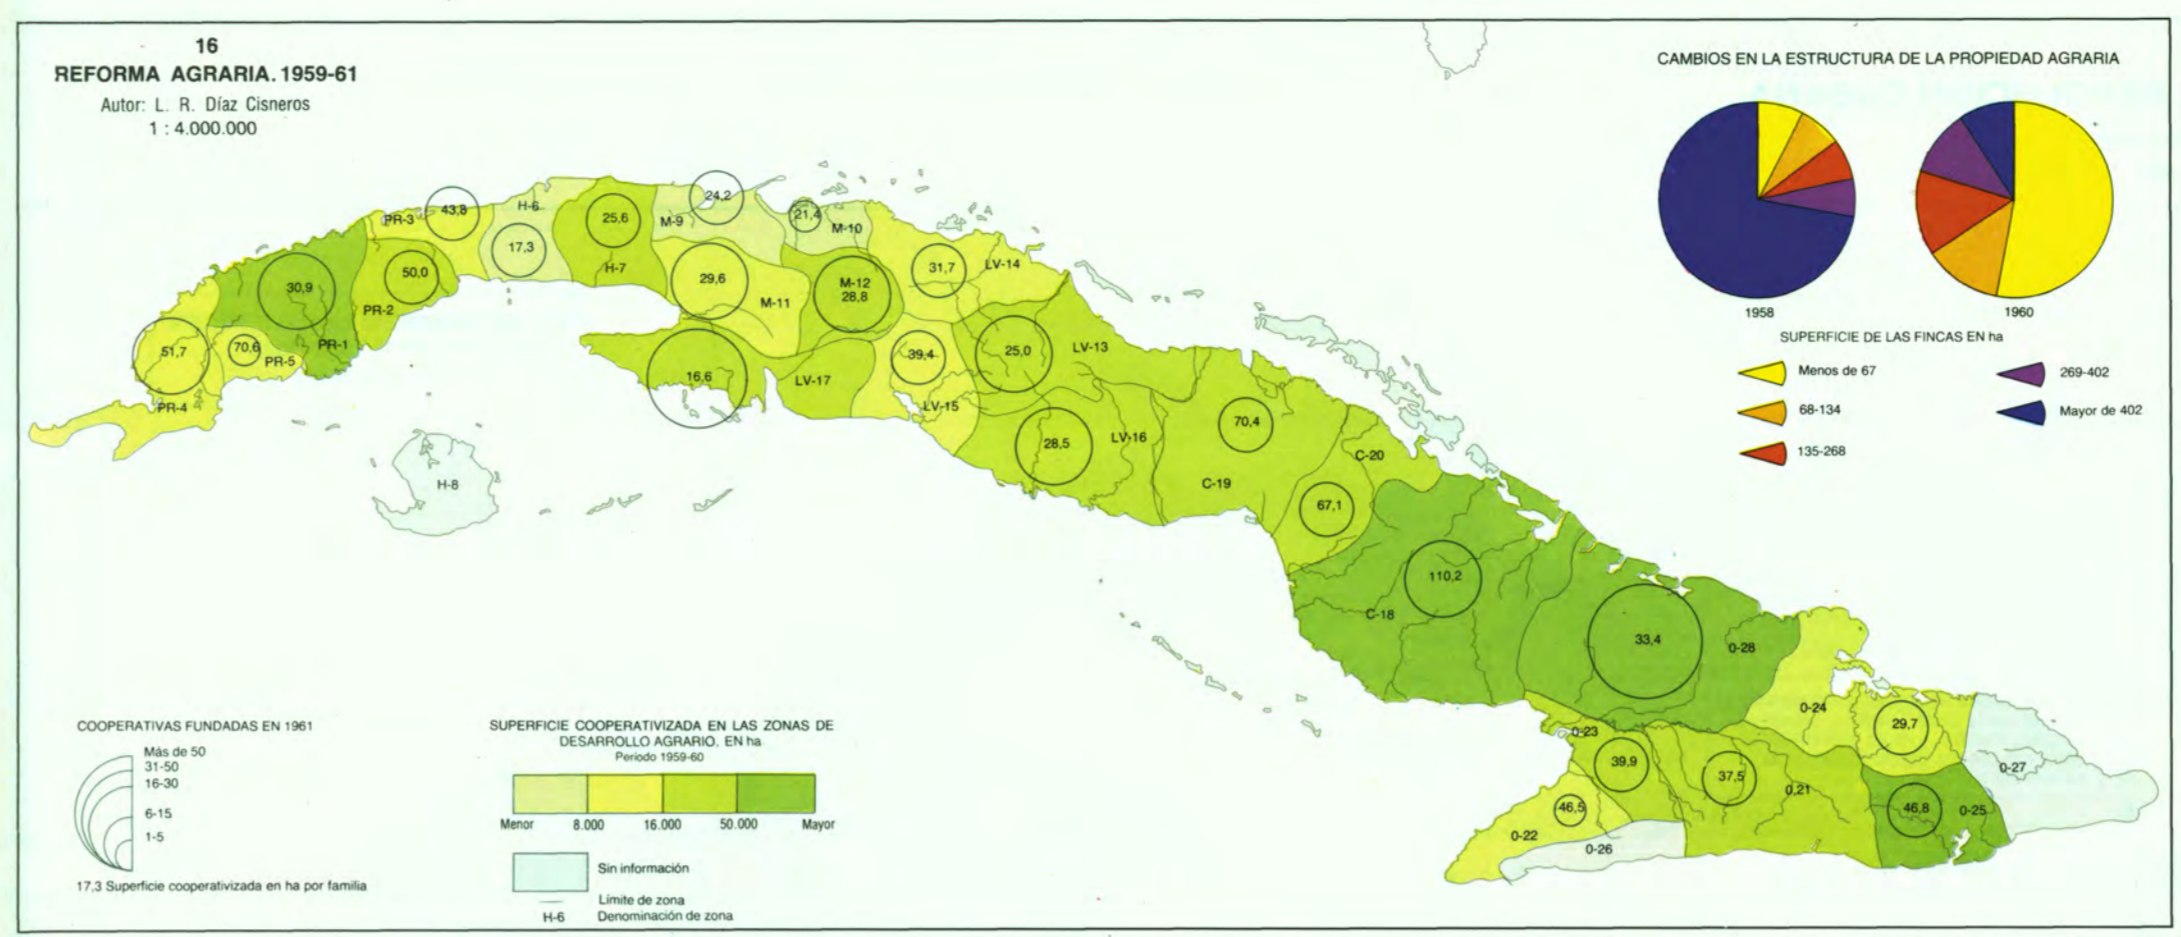 16
REFORMA AGRARIA. 1959-61
Autor: L. R. Díaz Cisneros
1 : 4.000.000
CAMBIOS EN LA ESTRUCTURA DE LA PROPIEDAD AGRARIA
1958
1960
SUPERFICIE DE LAS FINCAS EN ha
Menos de 67
68-134
135-268
269-402
Mayor de 402
PR-3
43,8
H-6
17,3
25,6
H-7
M-9
24,2
21,4
M-10
30,9
50,0
PR-2
PR-1
51,7
70,6
PR-5
PR-4
29,6
M-11
M-12
28,8
31,7
LV-14
16,6
LV-17
39,4
LV-15
25,0
LV-13
28,5
LV-16
70,4
C-19
C-20
67,1
H-8
110,2
C-18
33,4
0-28
0-24
29,7
0-27
0-23
39,9
37,5
0,21
46,5
0-22
0-26
46,8
0-25
COOPERATIVAS FUNDADAS EN 1961
Más de 50
31-50
16-30
6-15
1-5
17,3 Superficie cooperativizada en ha por familia
SUPERFICIE COOPERATIVIZADA EN LAS ZONAS DE
DESARROLLO AGRARIO, EN ha
Periodo 1959-60
Menor 8.000 16.000 50.000 Mayor
Sin información
Límite de zona
H-6 Denominación de zona